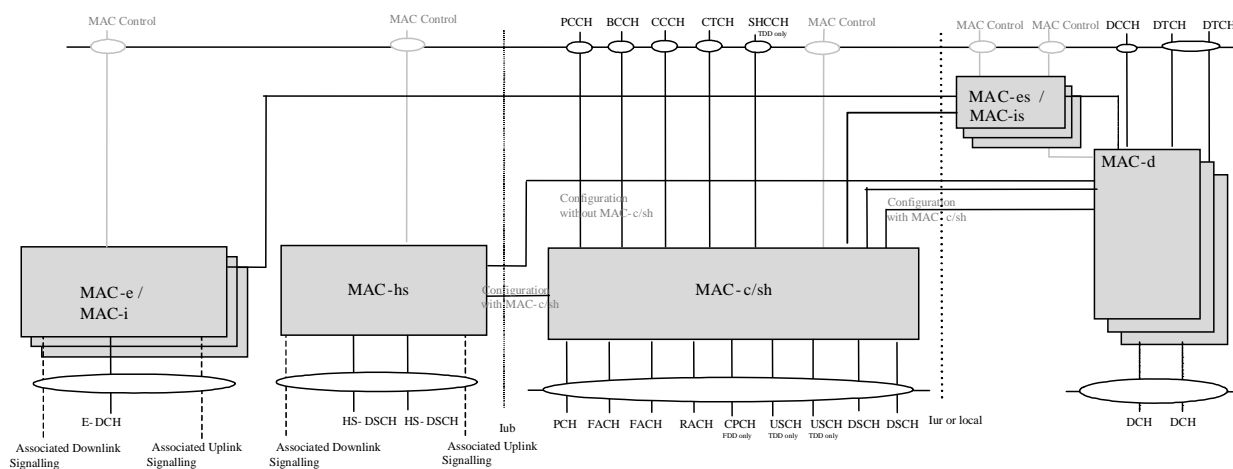 MAC Control
MAC Control
PCCH
BCCH
CCCH
CTCH
SHCCH
TDD only
MAC Control
MAC Control
MAC Control
DCCH
DTCH
DTCH
MAC-es /
MAC-is
MAC-d
Configuration
without MAC-c/sh
Configuration
with MAC-c/sh
MAC-e /
MAC-i
MAC-hs
Configuration
with MAC-c/sh
MAC-c/sh
E-DCH
Associated Downlink
Signalling
Associated Uplink
Signalling
HS-DSCH
HS-DSCH
Associated Downlink
Signalling
Associated Uplink
Signalling
Iub
PCH
FACH
FACH
RACH
CPCH
FDD only
USCH
TDD only
USCH
TDD only
DSCH
DSCH
Iur or local
DCH
DCH